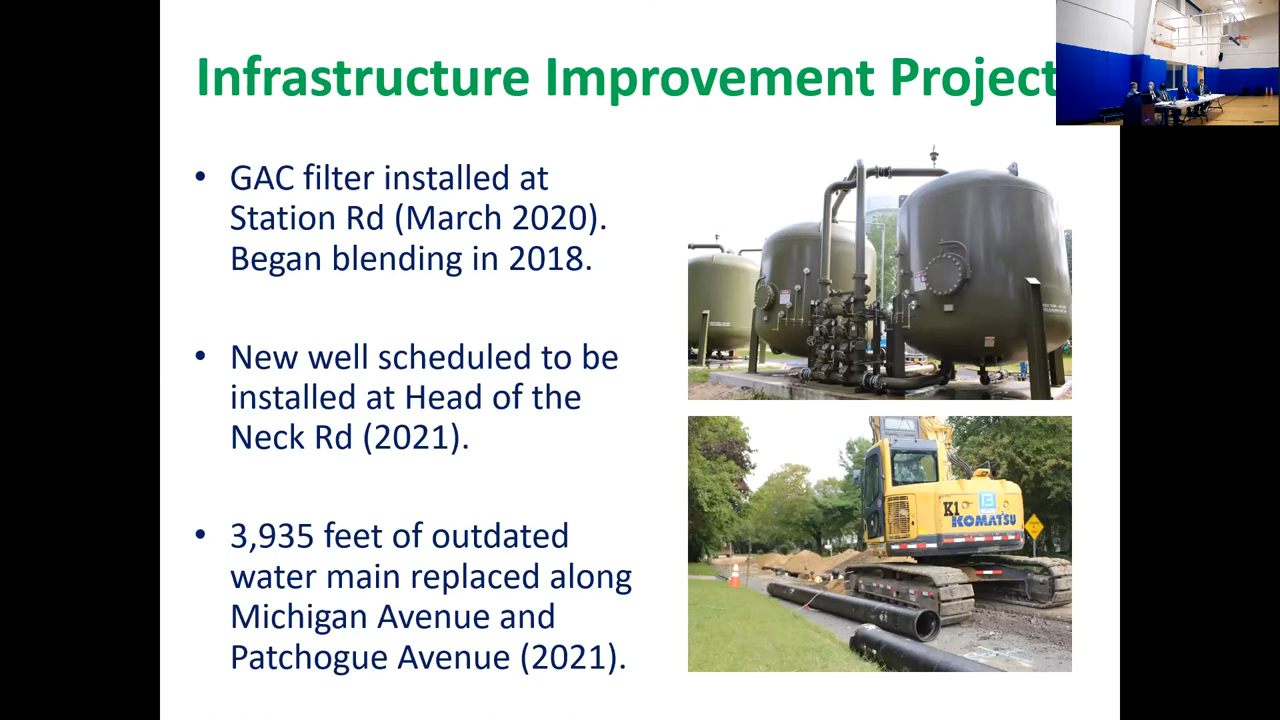 Infrastructure Improvement Project
• GAC filter installed at
Station Rd (March 2020).
Began blending in 2018.
• New well scheduled to be
installed at Head of the
Neck Rd (2021).
• 3,935 feet of outdated
water main replaced along
Michigan Avenue and
Patchogue Avenue (2021).
K1
KOMATSU